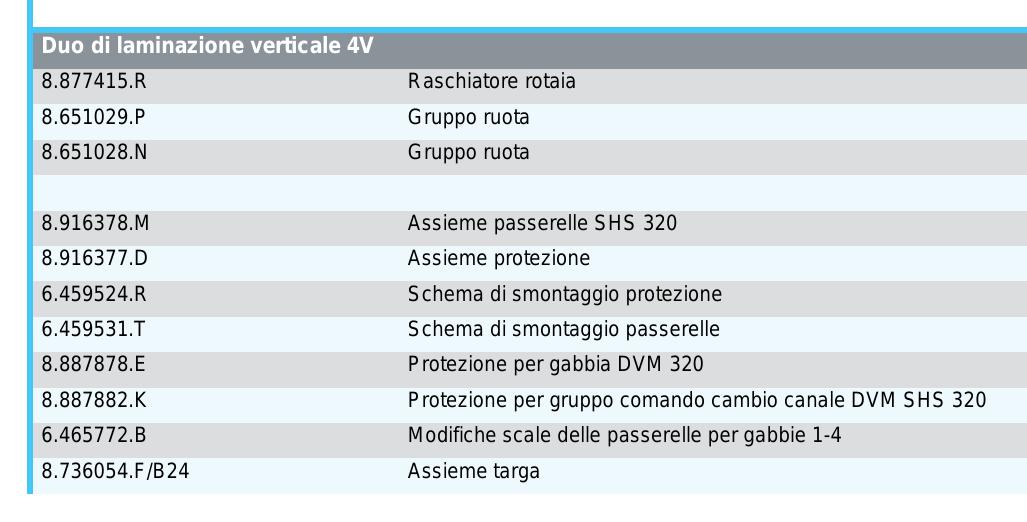 Duo di laminazione verticale 4V
8.877415.R Raschiatore rotaia
8.651029.P Gruppo ruota
8.651028.N Gruppo ruota
8.916378.M Assieme passerelle SHS 320
8.916377.D Assieme protezione
6.459524.R Schema di smontaggio protezione
6.459531.T Schema di smontaggio passerelle
8.887878.E Protezione per gabbia DVM 320
8.887882.K Protezione per gruppo comando cambio canale DVM SHS 320
6.465772.B Modifiche scale delle passerelle per gabbie 1-4
8.736054.F/B24 Assieme targa